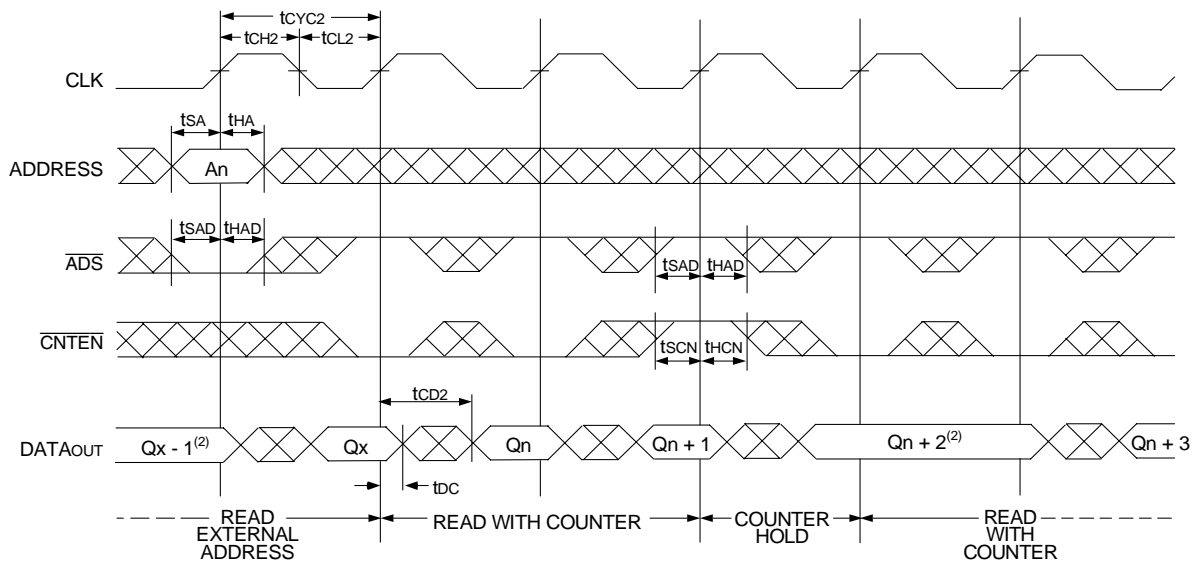 tCYC2
tCH2 tCL2
CLK
tSA tHA
ADDRESS An
tSAD tHAD
ADS
tSAD tHAD
CNTEN
tSCN tHCN
tCD2
DATAOUT Qx - 1(2) Qx Qn Qn + 1 Qn + 2(2) Qn + 3
tDC
READ EXTERNAL ADDRESS
READ WITH COUNTER
COUNTER HOLD
READ WITH COUNTER